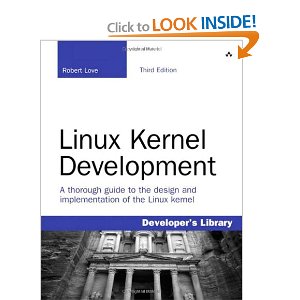 Click to LOOK INSIDE!
Robert Love Third Edition
Linux Kernel
Development
A thorough guide to the design and
implementation of the Linux kernel
Developer's Library